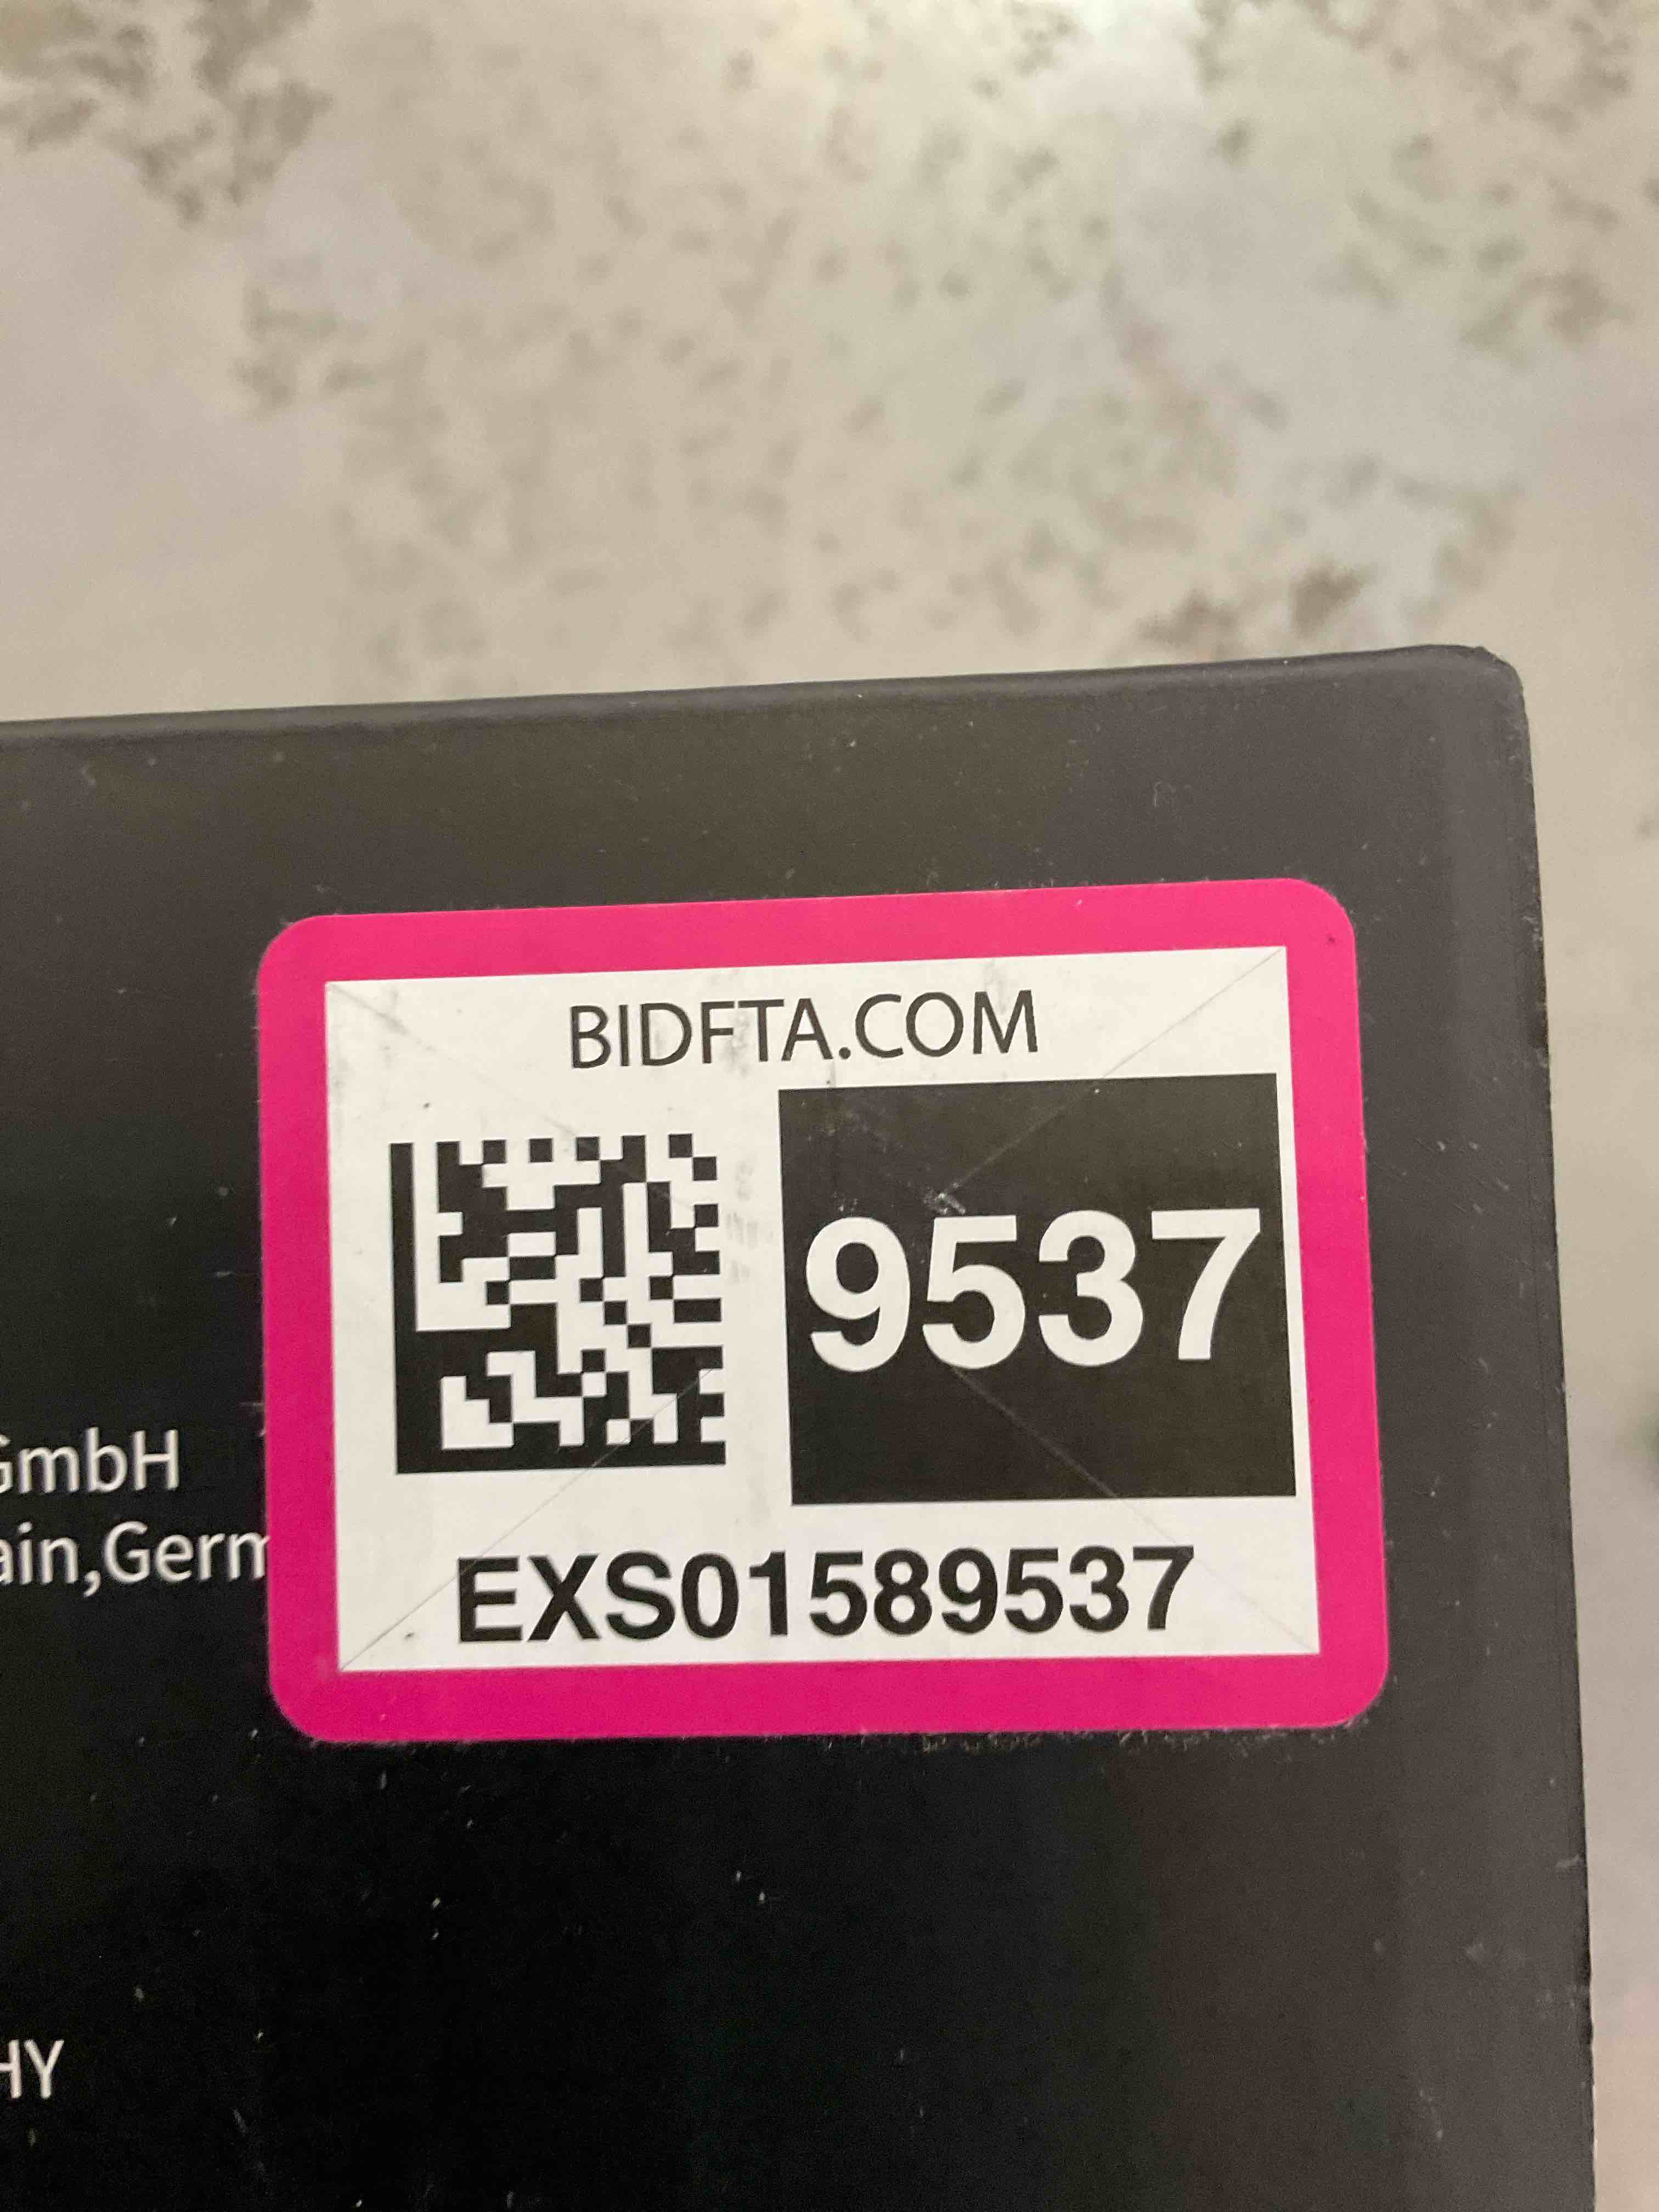 BIDFTA.COM
9537
EXS01589537
GmbH
ain,Germ
HY